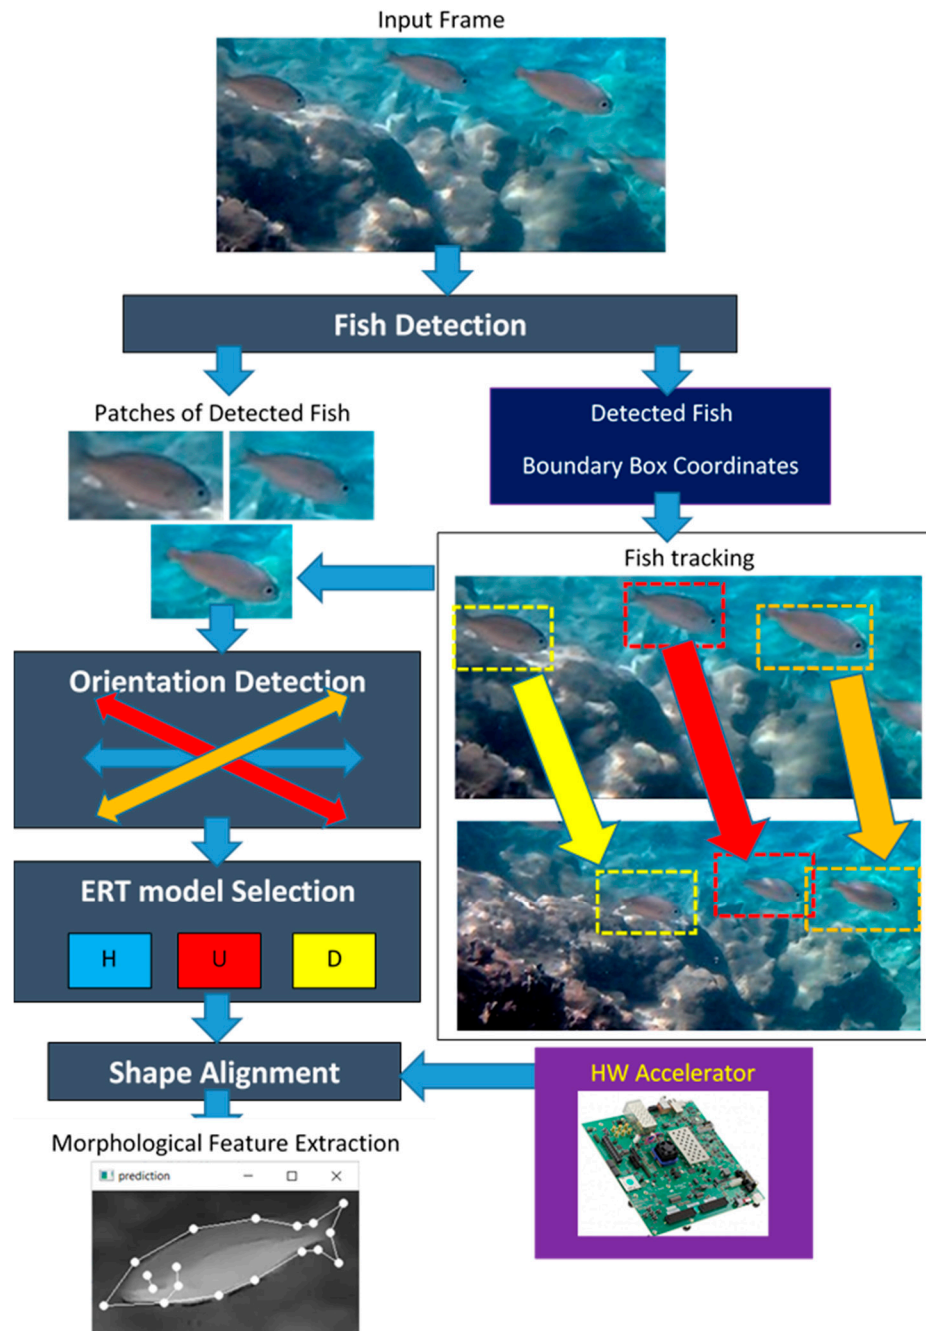 Input Frame
Fish Detection
Patches of Detected Fish
Detected Fish
Boundary Box Coordinates
Fish tracking
Orientation Detection
ERT model Selection
H U D
Shape Alignment
HW Accelerator
Morphological Feature Extraction
prediction